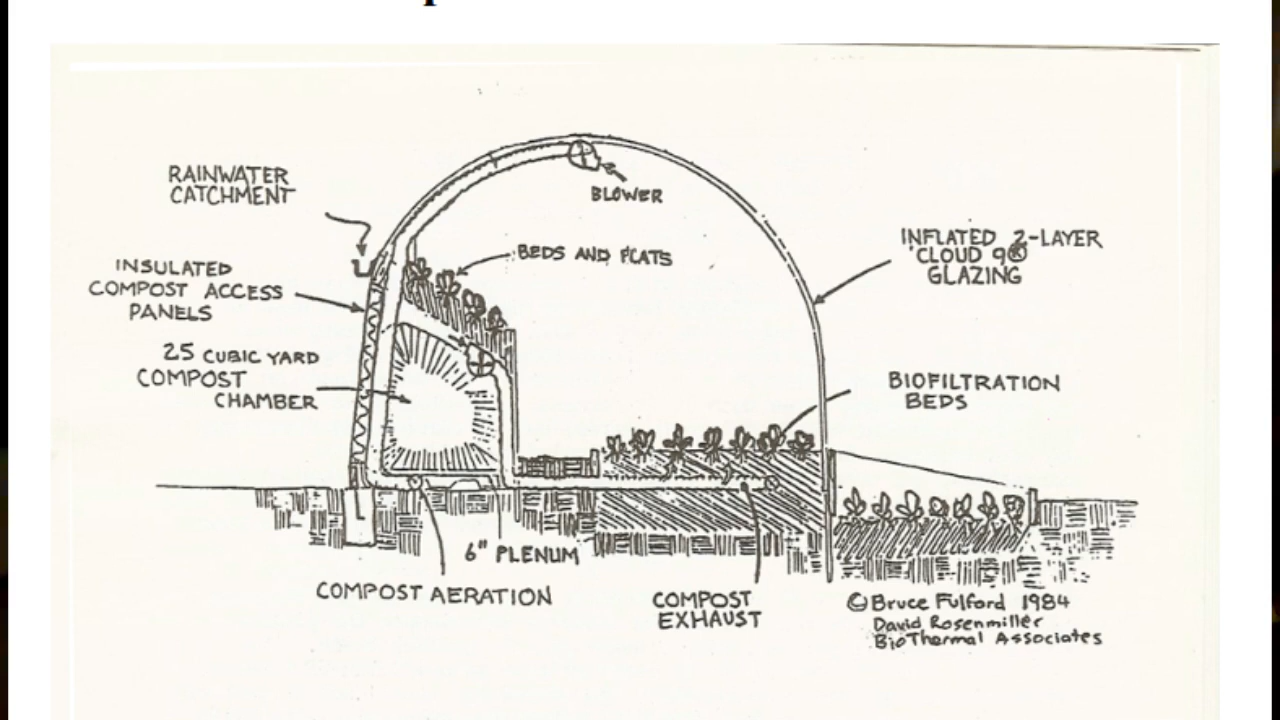 RAINWATER
CATCHMENT
BLOWER
BEDS AND FLATS
INFLATED 2-LAYER
CLOUD 9®
GLAZING
INSULATED
COMPOST ACCESS
PANELS
25 CUBIC YARD
COMPOST
CHAMBER
BIOFILTRATION
BEDS
6" PLENUM
COMPOST AERATION
COMPOST
EXHAUST
©Bruce Fulford 1984
David Rosenmiller
BioThermal Associates